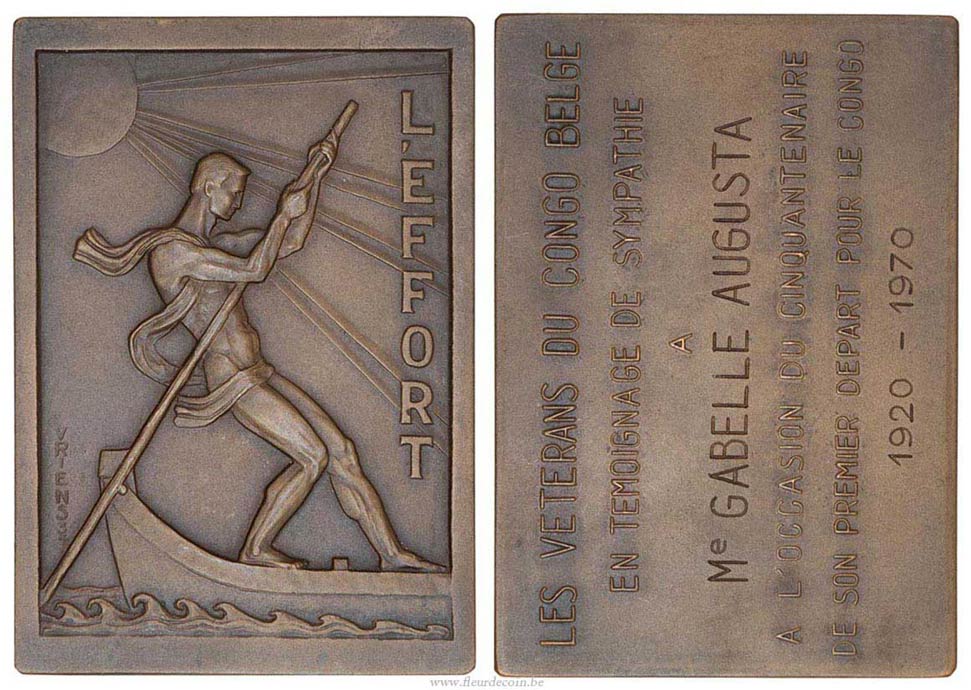 L'EFFORT
LES VETERANS DU CONGO BELGE
EN TEMOIGNAGE DE SYMPATHIE
A
Me GABELLE AUGUSTA
A L'OCCASION DU CINQUANTENAIRE
DE SON PREMIER DEPART POUR LE CONGO
1920 - 1970
www.fleurdecoin.be